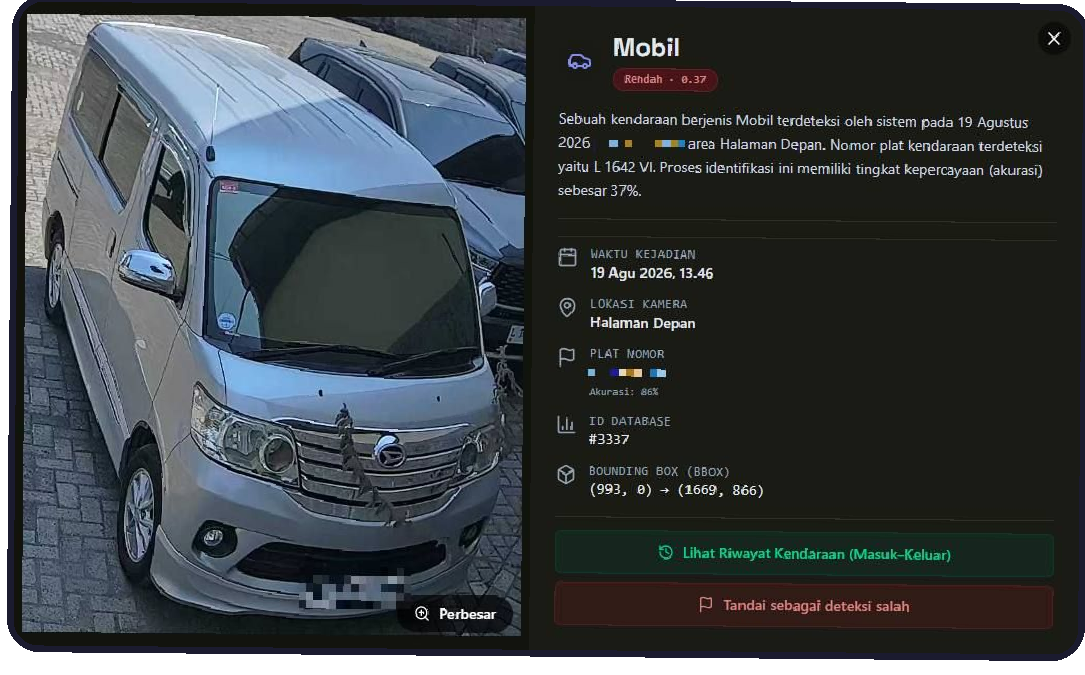 Mobil
Rendah · 0.37
Sebuah kendaraan berjenis Mobil terdeteksi oleh sistem pada 19 Agustus
2026 area Halaman Depan. Nomor plat kendaraan terdeteksi
yaitu L 1642 VI. Proses identifikasi ini memiliki tingkat kepercayaan (akurasi)
sebesar 37%.
WAKTU KEJADIAN
19 Agu 2026, 13.46
LOKASI KAMERA
Halaman Depan
PLAT NOMOR
Akurasi: 86%
ID DATABASE
#3337
BOUNDING BOX (BBOX)
(993, 0) → (1669, 866)
Lihat Riwayat Kendaraan (Masuk–Keluar)
Tandai sebagai deteksi salah
Perbesar